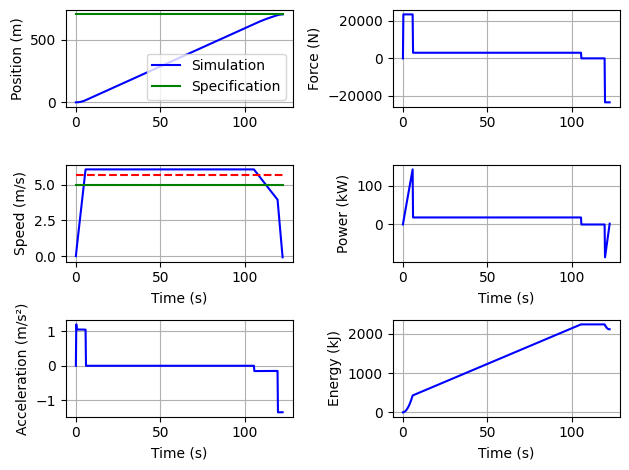 Position (m)
500
0
0
50
100
Simulation
Specification
Force (N)
20000
0
−20000
0
50
100
Speed (m/s)
5.0
2.5
0.0
0
50
100
Time (s)
Power (kW)
100
0
0
50
100
Time (s)
Acceleration (m/s²)
1
0
−1
0
50
100
Time (s)
Energy (kJ)
2000
1000
0
0
50
100
Time (s)